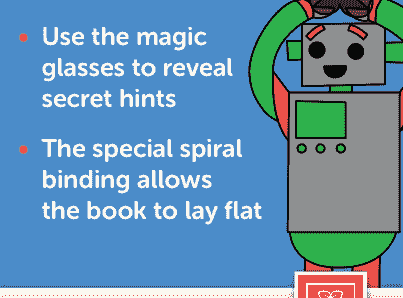 Use the magic
glasses to reveal
secret hints
The special spiral
binding allows
the book to lay flat